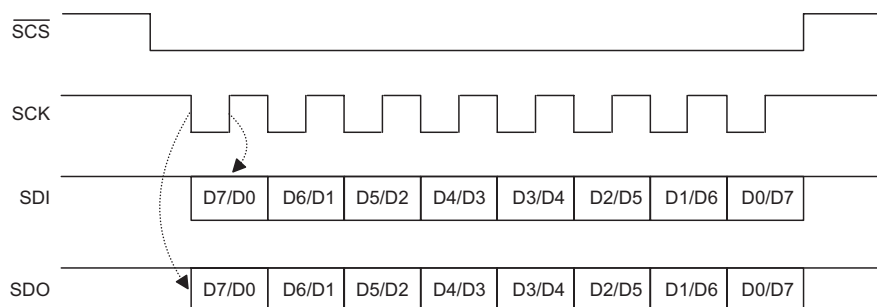 SCS
SCK
SDI D7/D0 D6/D1 D5/D2 D4/D3 D3/D4 D2/D5 D1/D6 D0/D7
SDO D7/D0 D6/D1 D5/D2 D4/D3 D3/D4 D2/D5 D1/D6 D0/D7